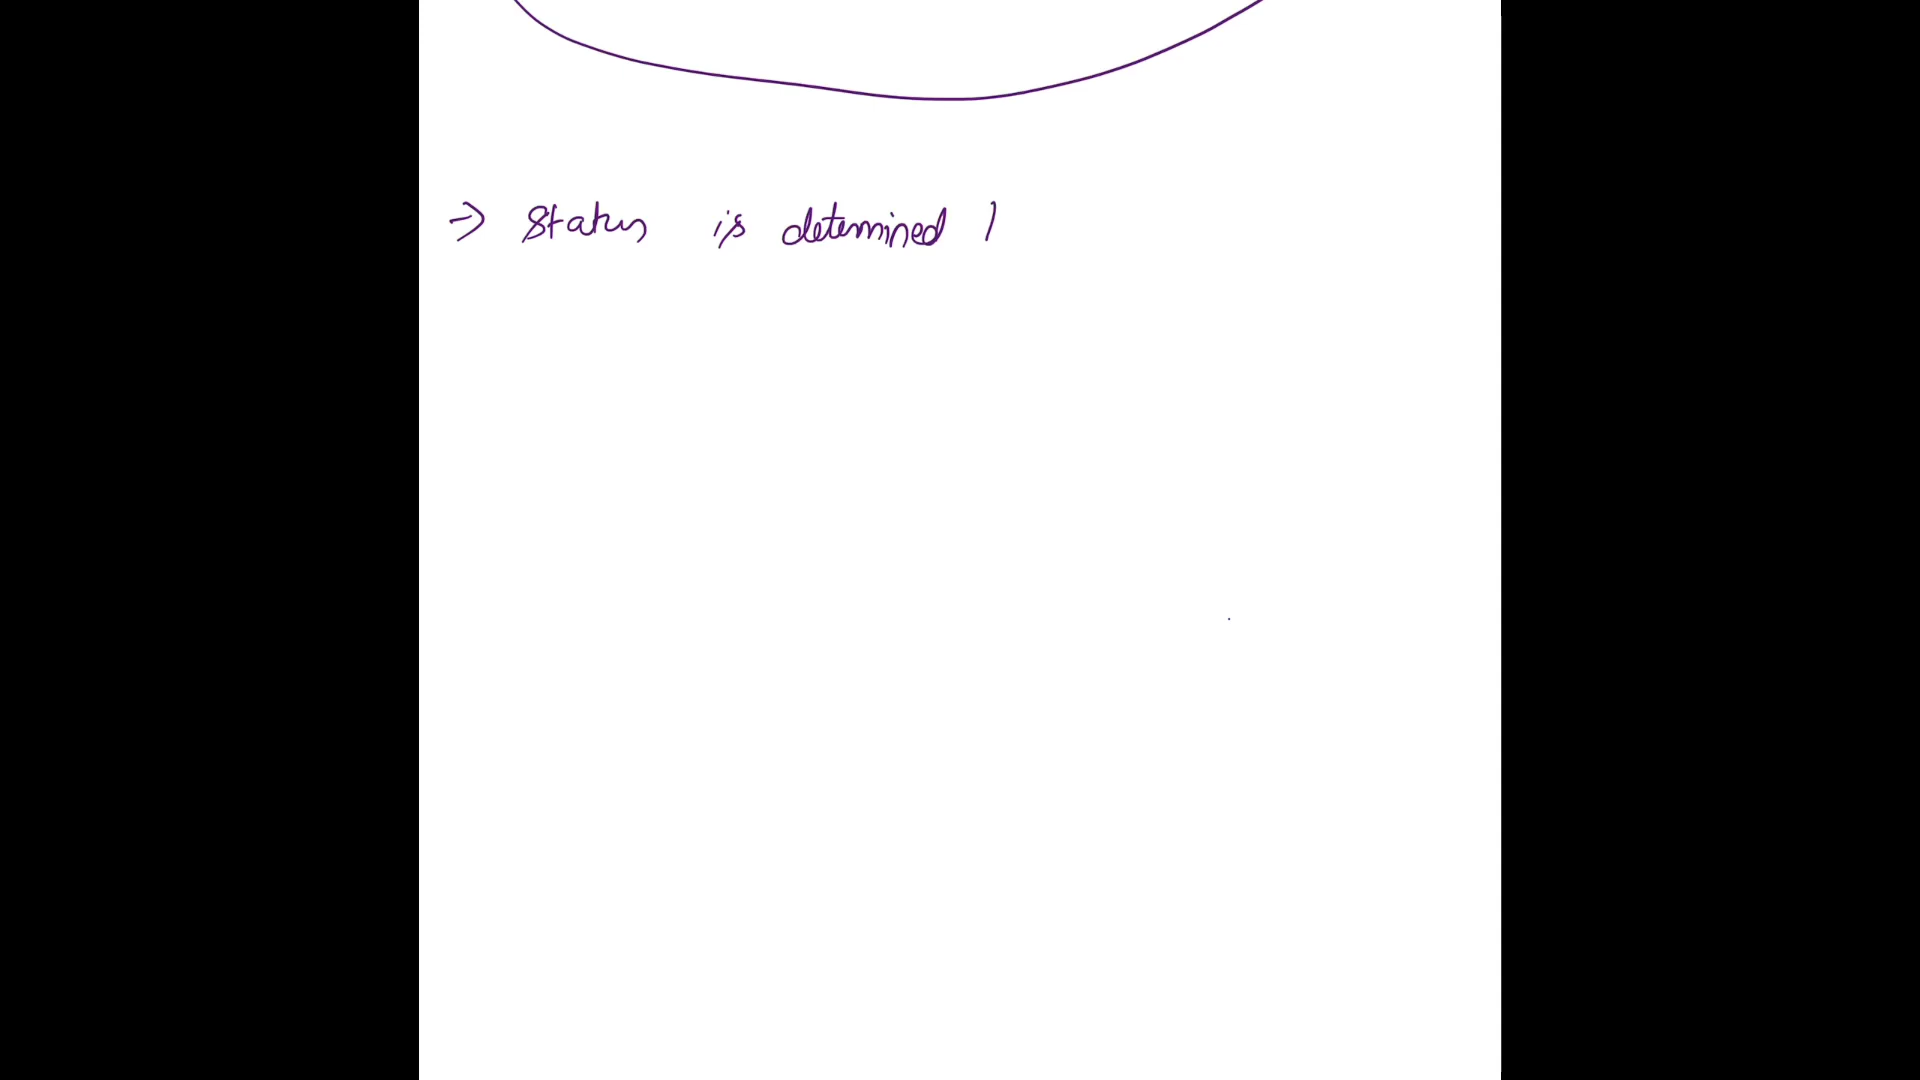 → Status is determined